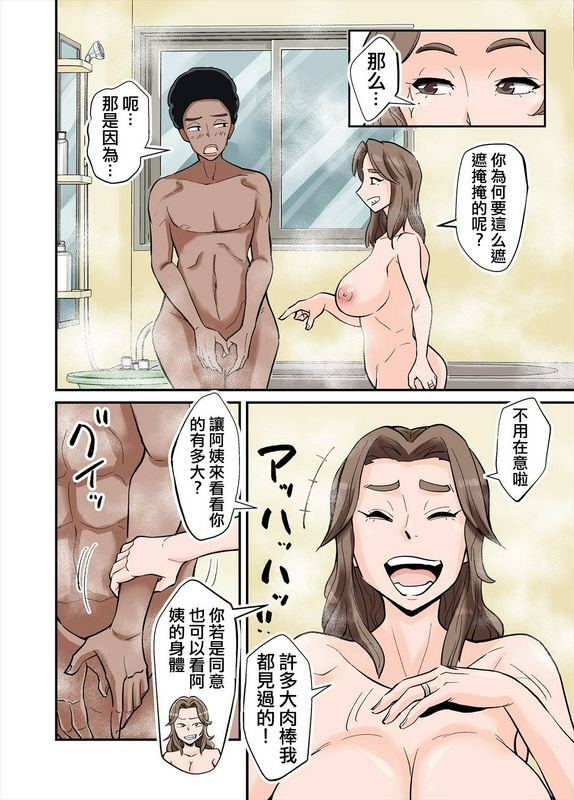 那么…
你為何要這么遮
遮掩掩的呢？
呃…
那是因為…
不用在意啦
アッハッハッ!!!
許多大肉棒我
都見過的！
讓阿姨來看看你
的有多大？
グイッ
你若是同意
也可以看阿
姨的身體